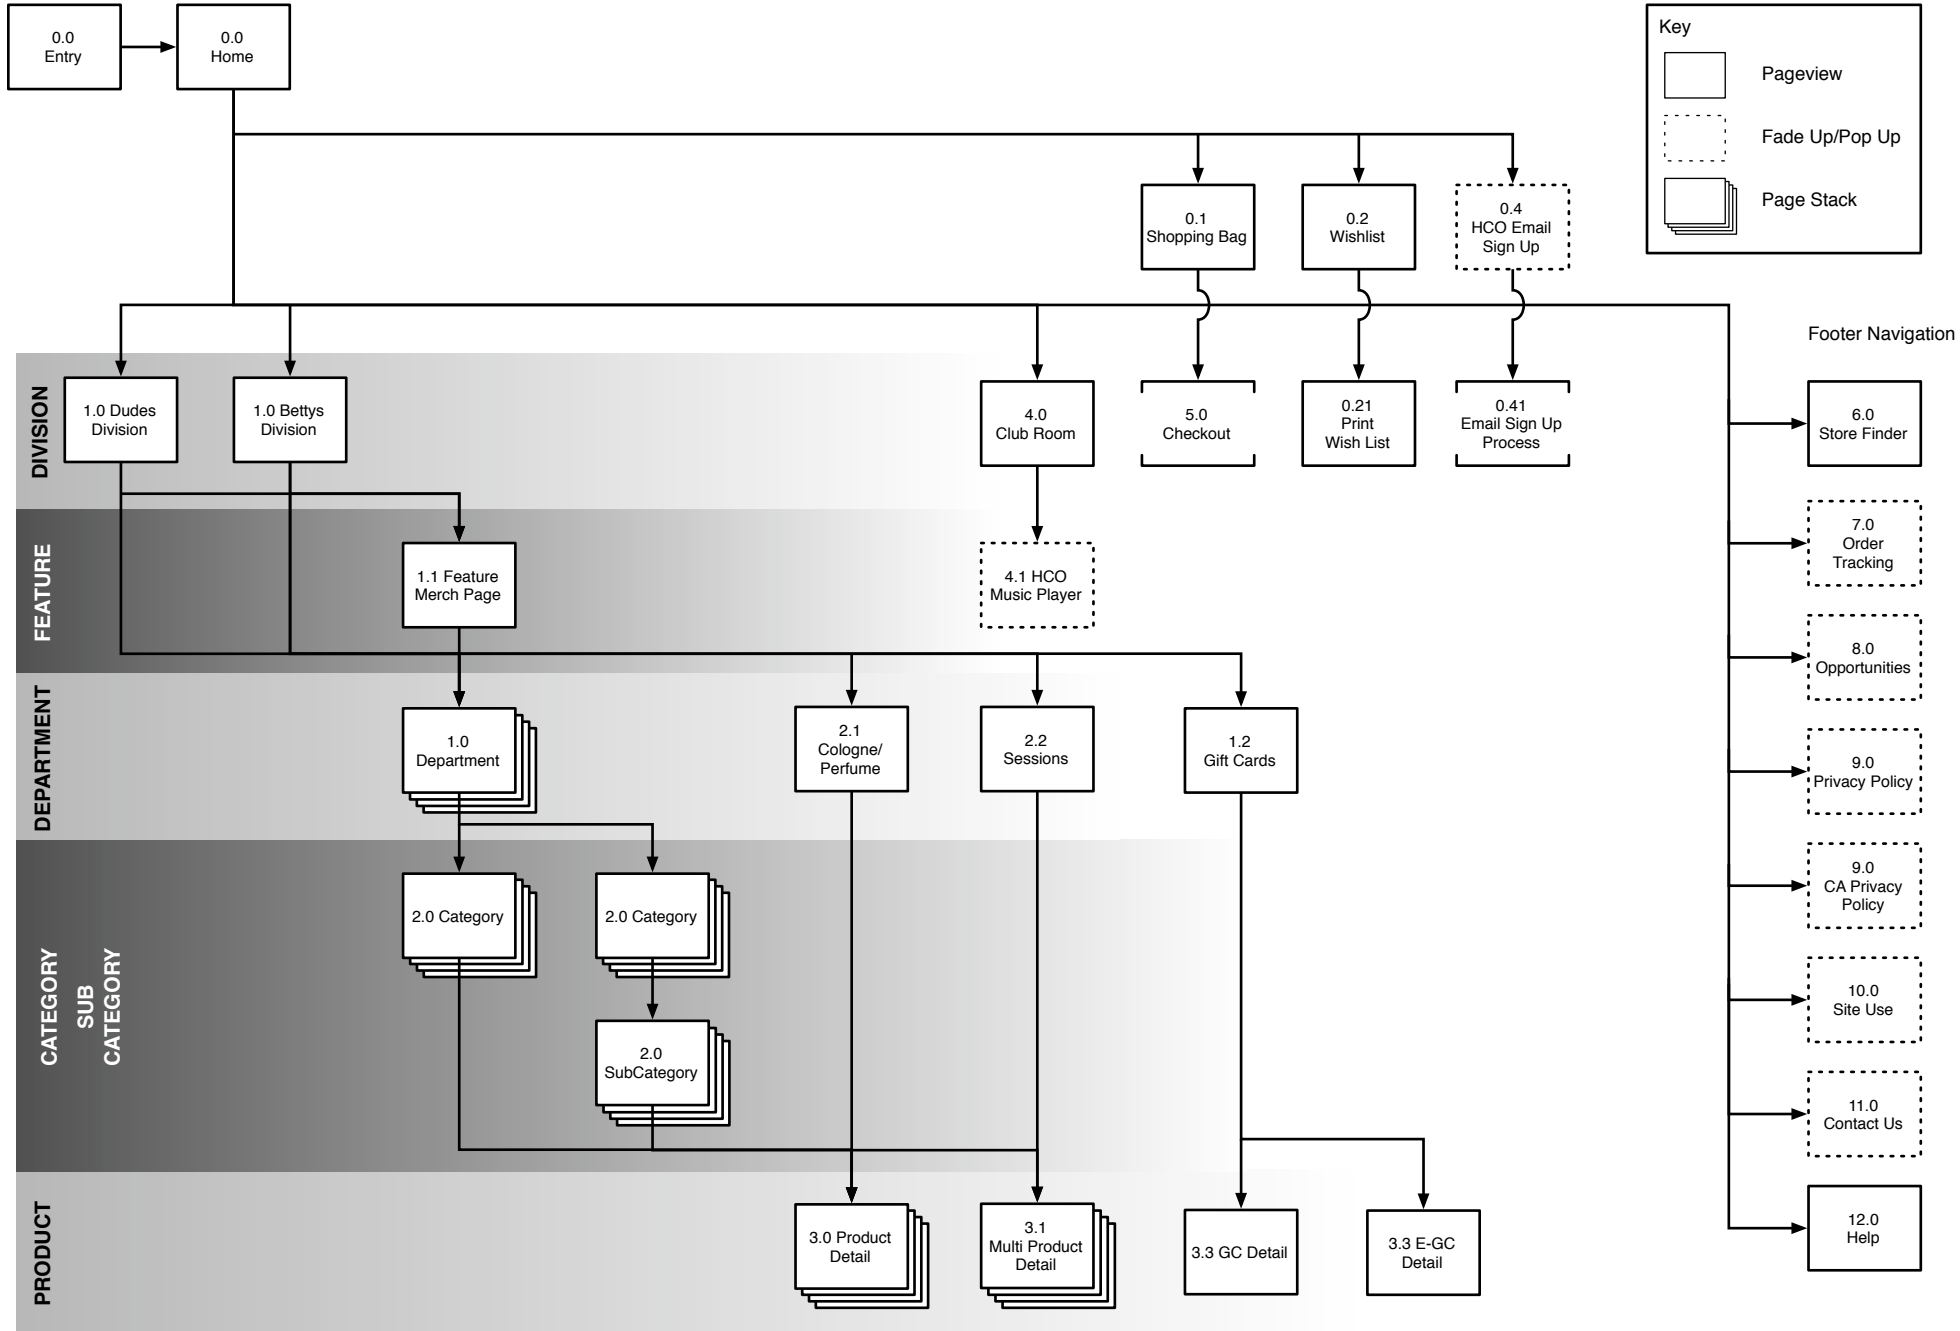 0.0
Entry
0.0
Home
Key
Pageview
Fade Up/Pop Up
Page Stack
0.1
Shopping Bag
0.2
Wishlist
0.4
HCO Email
Sign Up
Footer Navigation
DIVISION
1.0 Dudes
Division
1.0 Bettys
Division
4.0
Club Room
5.0
Checkout
0.21
Print
Wish List
0.41
Email Sign Up
Process
6.0
Store Finder
FEATURE
1.1 Feature
Merch Page
4.1 HCO
Music Player
7.0
Order
Tracking
8.0
Opportunities
DEPARTMENT
1.0
Department
2.1
Cologne/
Perfume
2.2
Sessions
1.2
Gift Cards
9.0
Privacy Policy
CATEGORY
SUB
CATEGORY
2.0 Category
2.0 Category
9.0
CA Privacy
Policy
10.0
Site Use
2.0
SubCategory
11.0
Contact Us
PRODUCT
3.0 Product
Detail
3.1
Multi Product
Detail
3.3 GC Detail
3.3 E-GC
Detail
12.0
Help